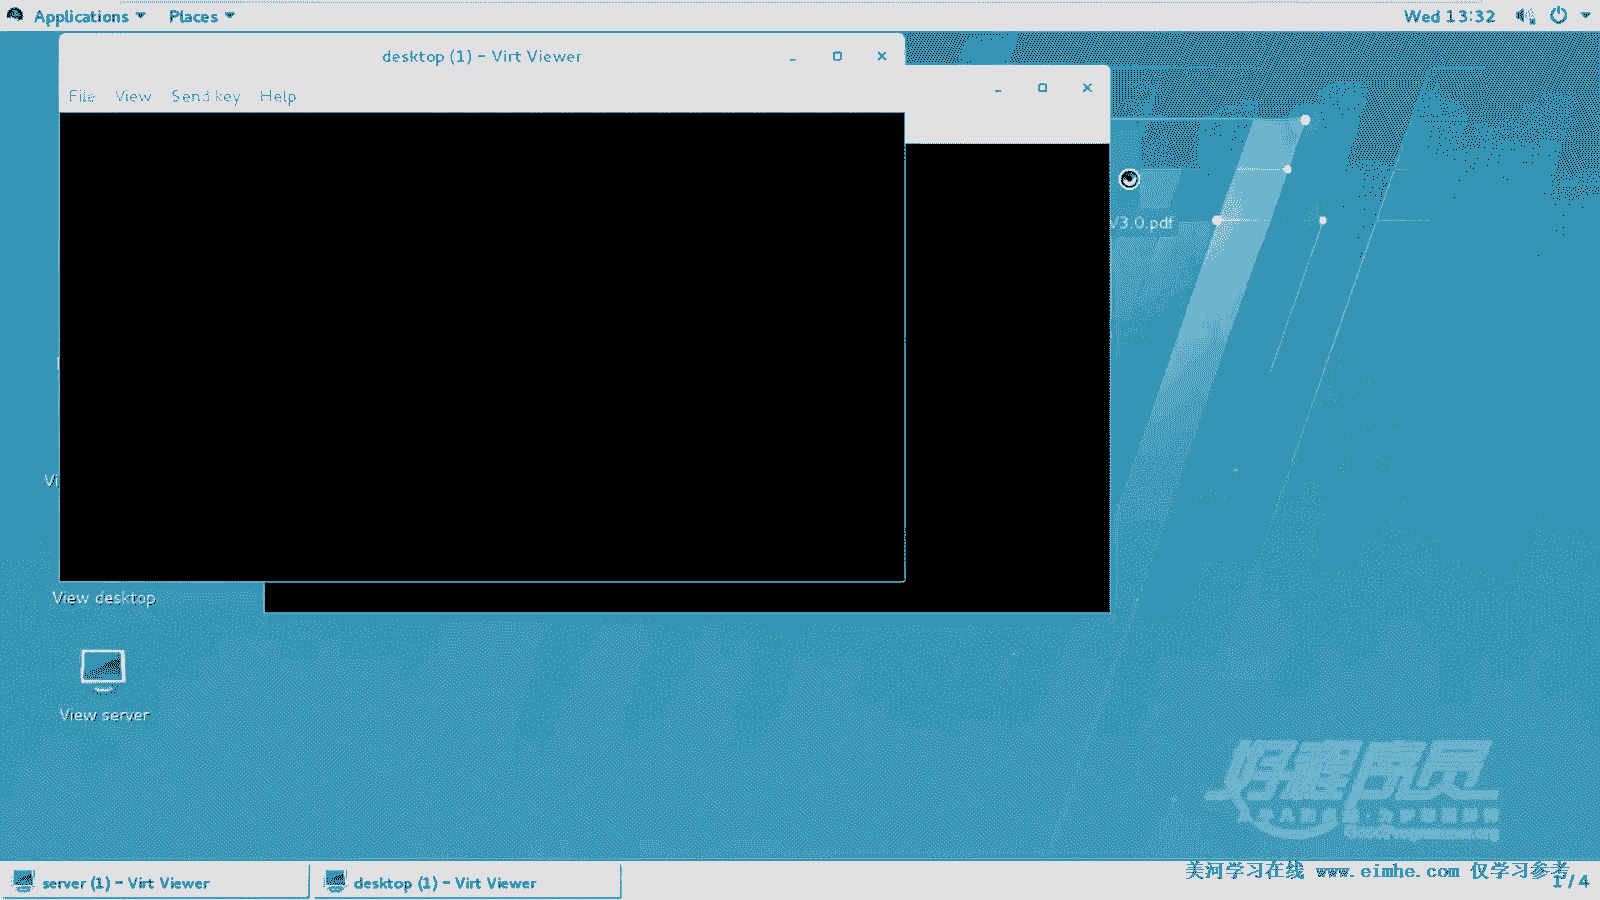 Applications Places Wed 13:32
desktop (1) - Virt Viewer
File View Send key Help
V3.0.pdf
Vi
View desktop
View server
好程序员
GoodProgrammer.org
美河学习在线 www.eimhe.com 仅学习参考
server (1) - Virt Viewer desktop (1) - Virt Viewer 1 / 4